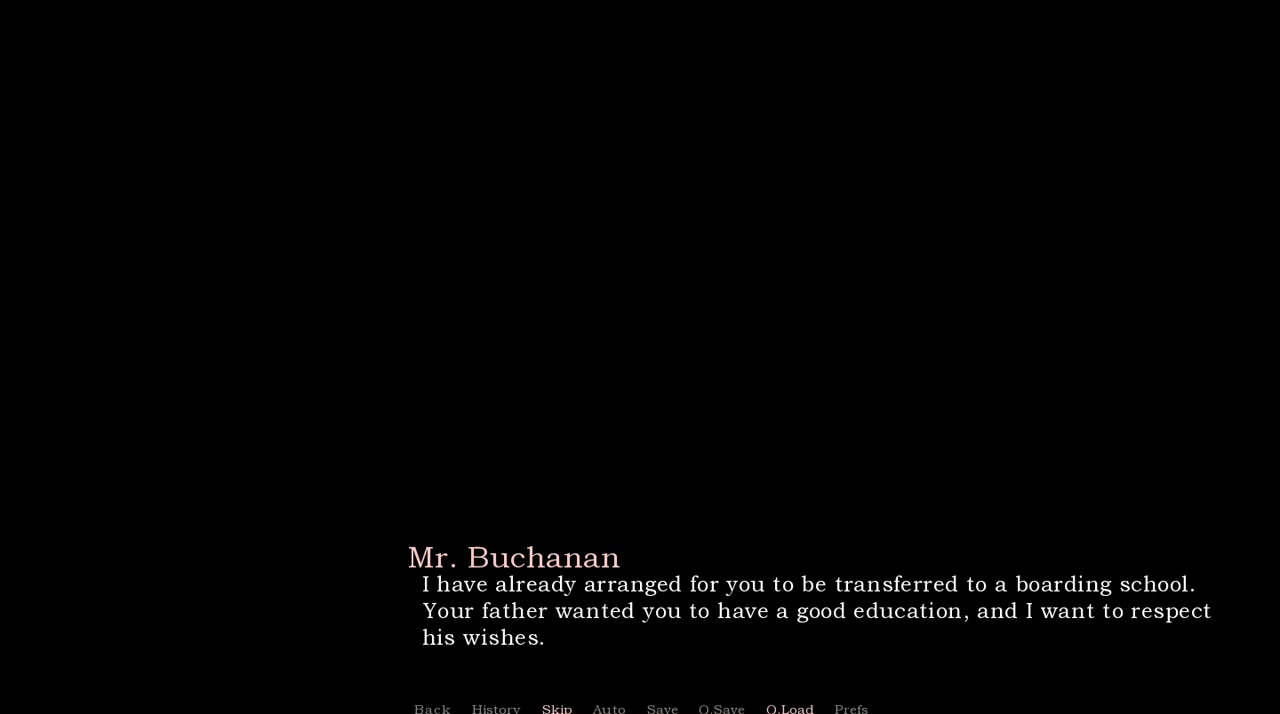 Mr. Buchanan
I have already arranged for you to be transferred to a boarding school.
Your father wanted you to have a good education, and I want to respect
his wishes.
Back History Skip Auto Save Q.Save Q.Load Prefs